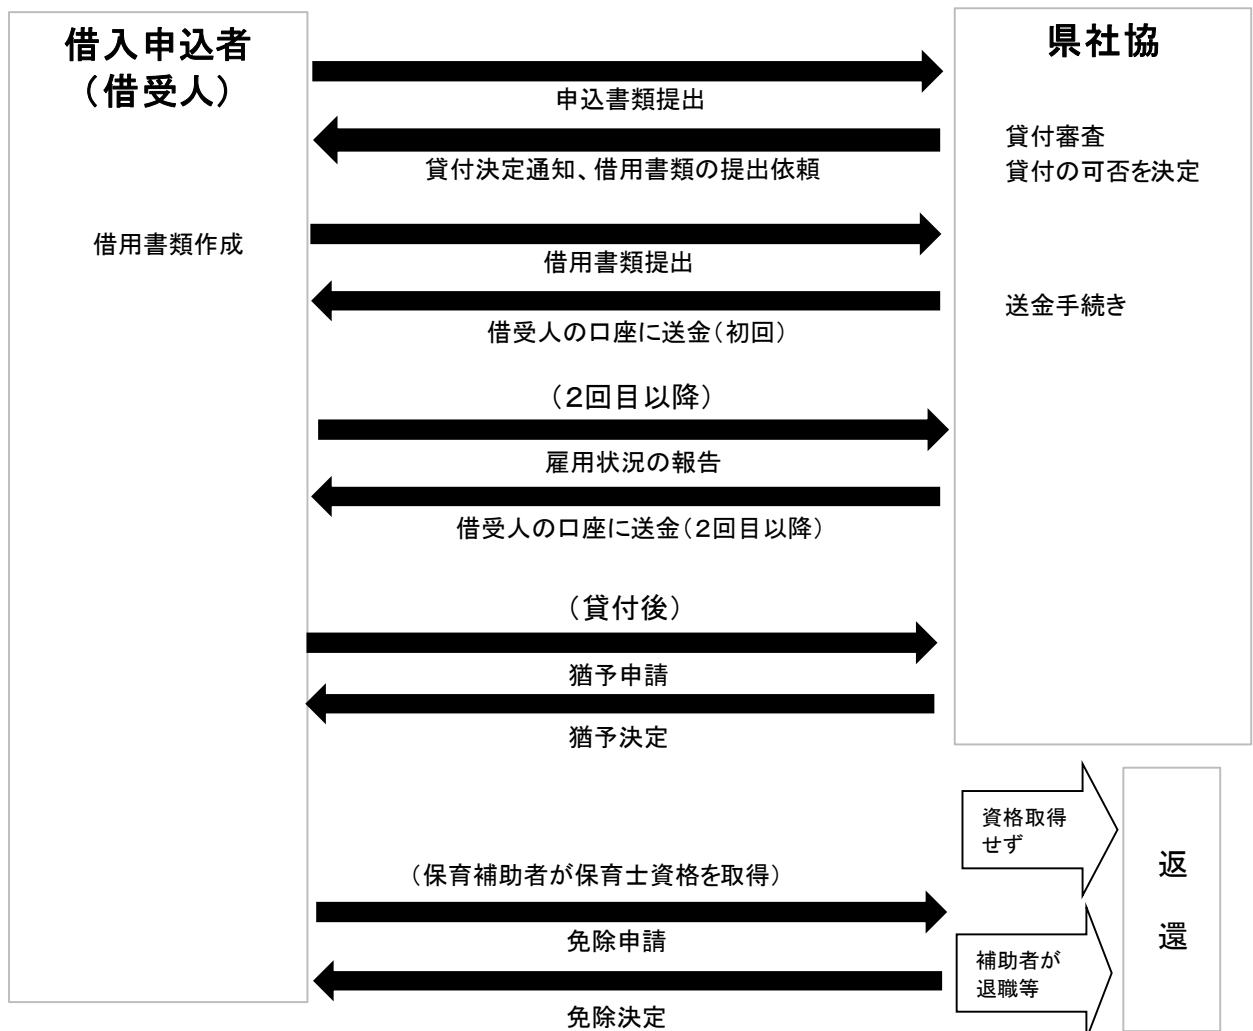 借入申込者
（借受人）
県社協
申込書類提出
貸付審査
貸付決定通知、借用書類の提出依頼
貸付の可否を決定
借用書類作成
借用書類提出
送金手続き
借受人の口座に送金（初回）
（２回目以降）
雇用状況の報告
借受人の口座に送金（２回目以降）
（貸付後）
猶予申請
猶予決定
資格取得
せず
返
還
（保育補助者が保育士資格を取得）
免除申請
補助者が
退職等
免除決定